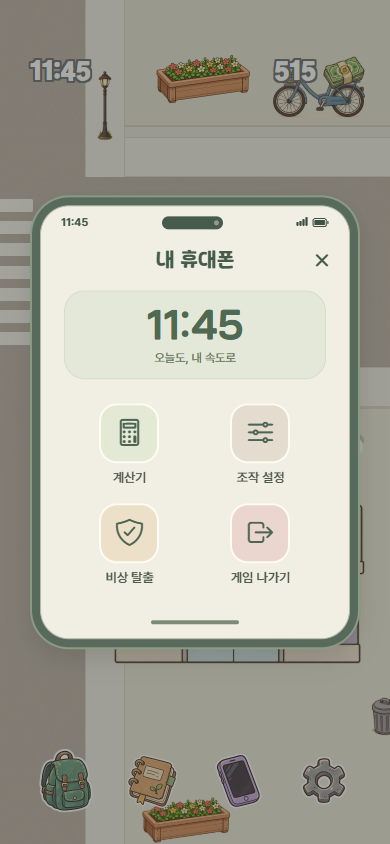 11:45
515
11:45
내 휴대폰
11:45
오늘도, 내 속도로
계산기
조작 설정
비상 탈출
게임 나가기